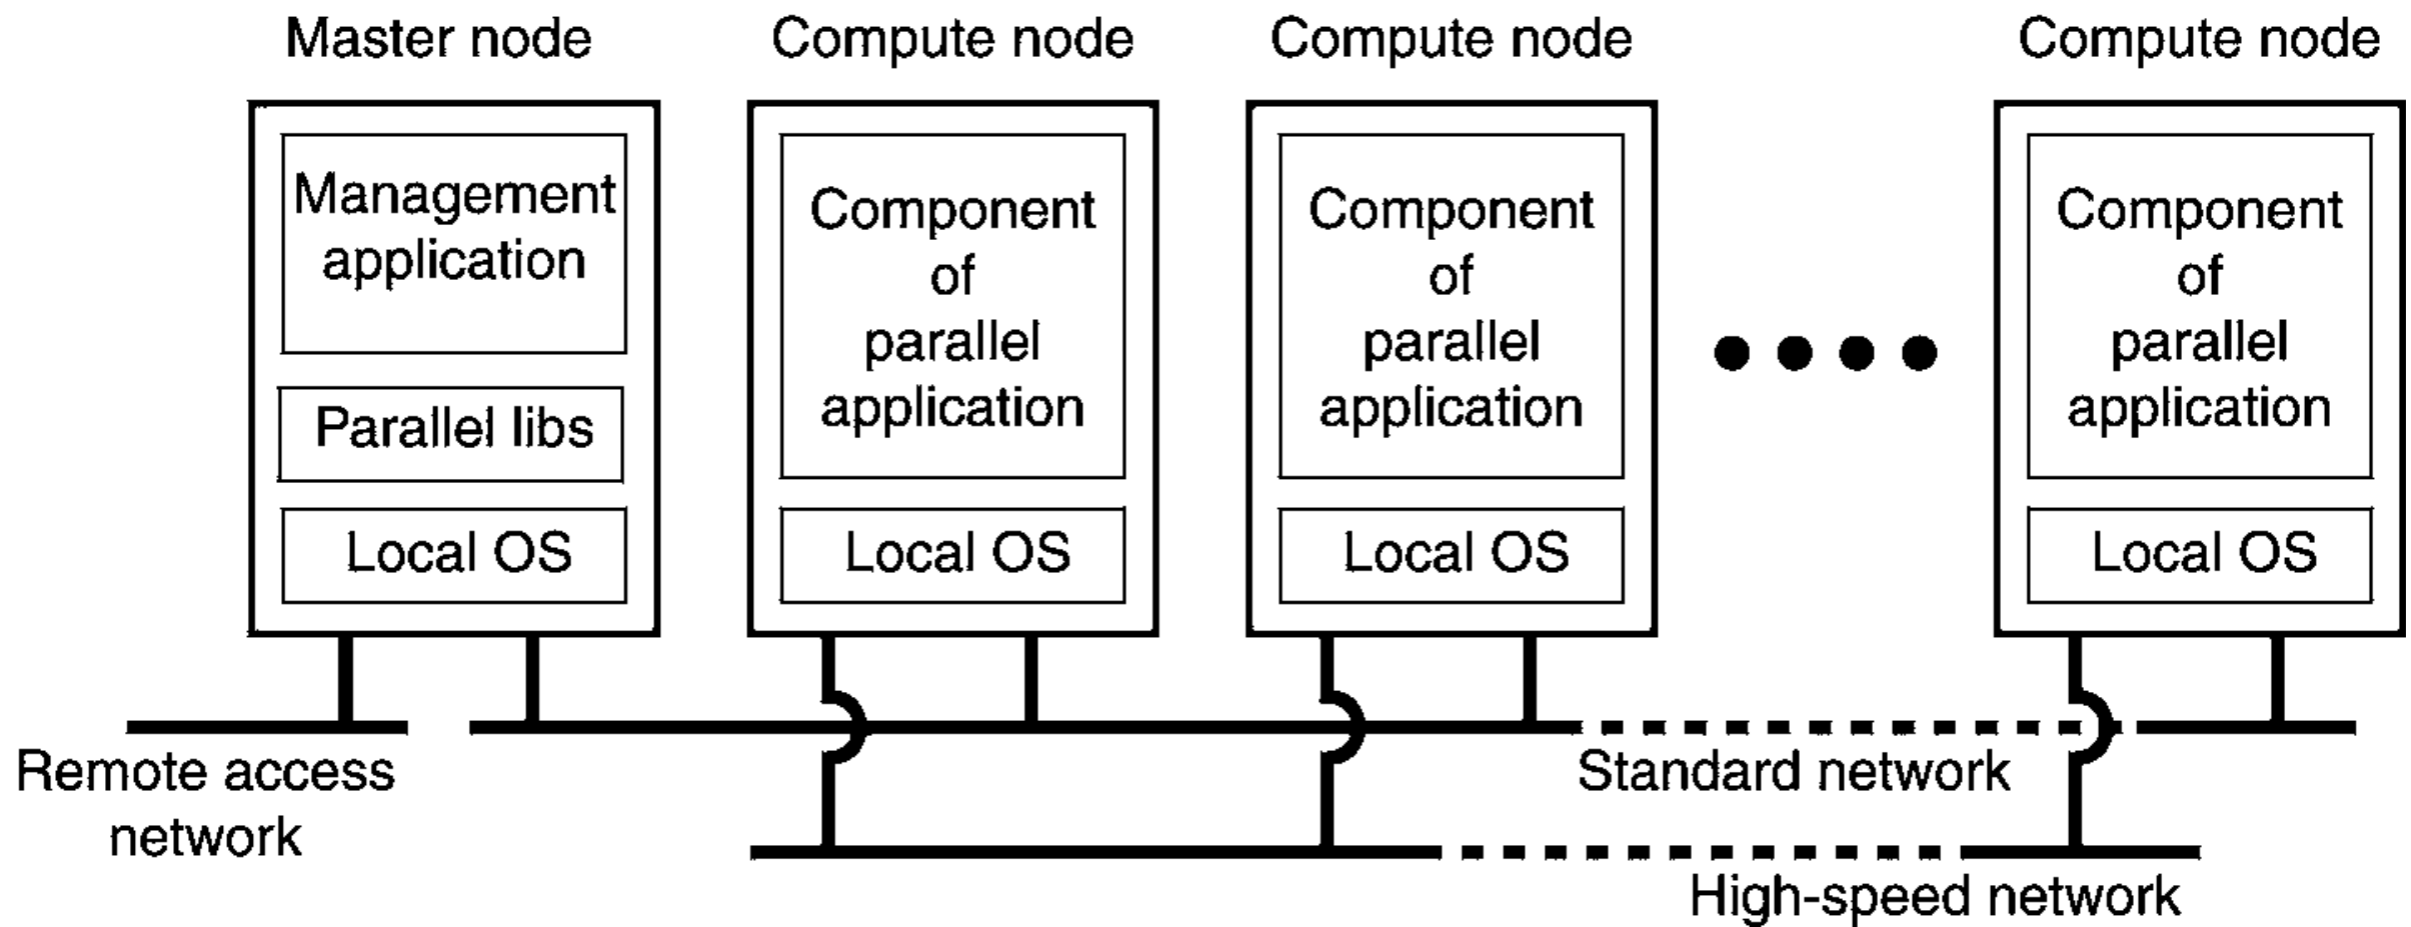 Master node
Compute node
Compute node
Compute node
Management
application
Parallel libs
Local OS
Component
of
parallel
application
Local OS
Component
of
parallel
application
Local OS
Component
of
parallel
application
Local OS
Remote access
network
Standard network
High-speed network